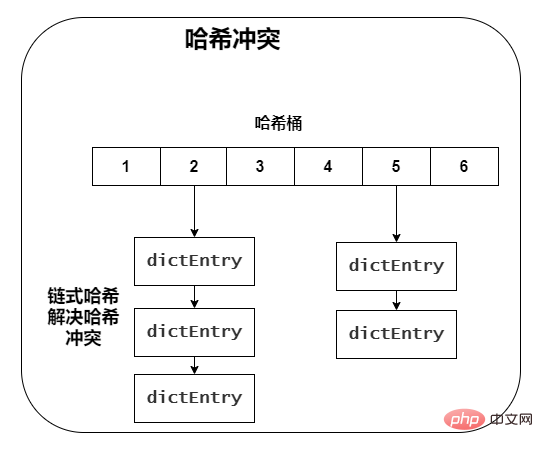 哈希冲突
哈希桶
1 2 3 4 5 6
dictEntry
dictEntry
链式哈希
解决哈希
冲突
dictEntry
dictEntry
dictEntry
php 中文网